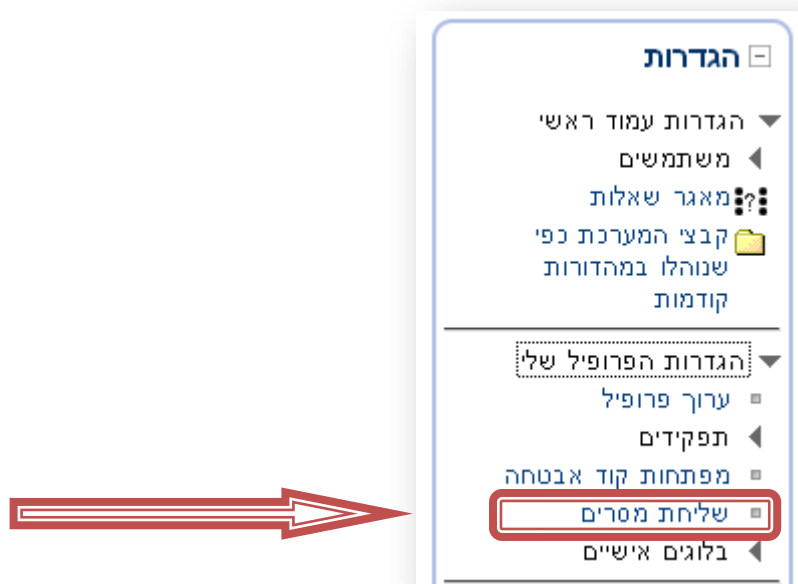 הגדרות
הגדרות עמוד ראשי
משתמשים
מאגר שאלות
קבצי המערכת כפי
שנוהלו במהדורות
קודמות
הגדרות הפרופיל שלי
ערוך פרופיל
תפקידים
מפתחות קוד אבטחה
שליחת מסרים
בלוגים אישיים